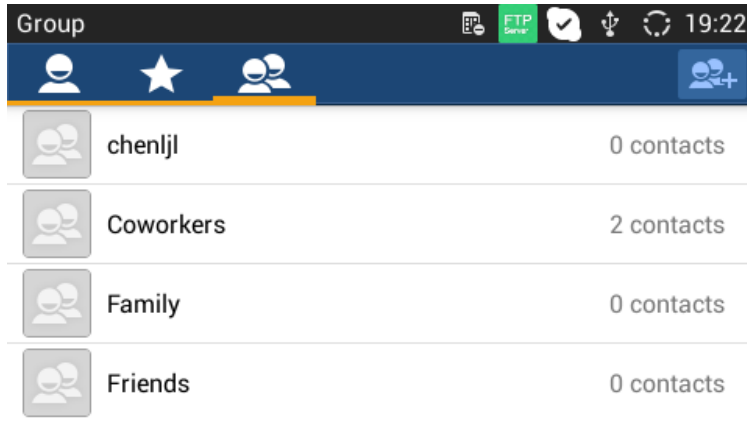 Group
FTP
Server
19:22
chenljl
0 contacts
Coworkers
2 contacts
Family
0 contacts
Friends
0 contacts